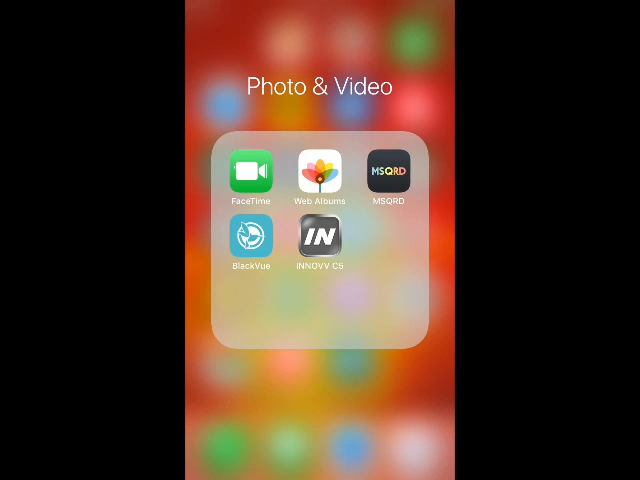 Photo & Video
MSQRD
FaceTime
Web Albums
MSQRD
IN
BlackVue
INNOVV C5